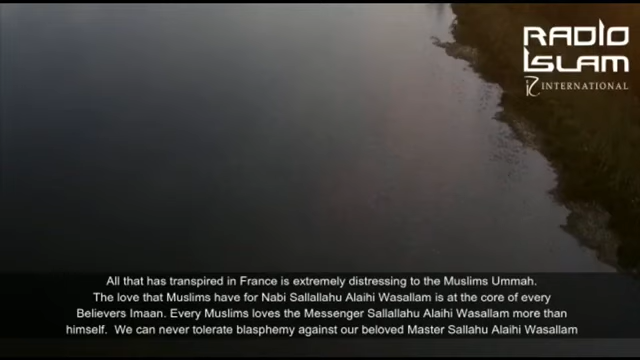 RADIO
ISLAM
INTERNATIONAL
All that has transpired in France is extremely distressing to the Muslims Ummah.
The love that Muslims have for Nabi Sallallahu Alaihi Wasallam is at the core of every
Believers Imaan. Every Muslims loves the Messenger Sallallahu Alaihi Wasallam more than
himself. We can never tolerate blasphemy against our beloved Master Sallahu Alaihi Wasallam